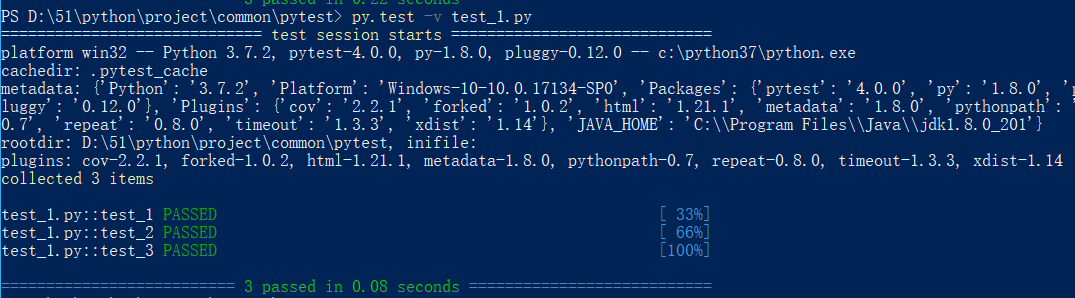 3 passed in 0.22 seconds
PS D:\51\python\project\common\pytest> py.test -v test_1.py
============================= test session starts =============================
platform win32 -- Python 3.7.2, pytest-4.0.0, py-1.8.0, pluggy-0.12.0 -- c:\python37\python.exe
cachedir: .pytest_cache
metadata: {'Python': '3.7.2', 'Platform': 'Windows-10-10.0.17134-SP0', 'Packages': {'pytest': '4.0.0', 'py': '1.8.0', 'p
luggy': '0.12.0'}, 'Plugins': {'cov': '2.2.1', 'forked': '1.0.2', 'html': '1.21.1', 'metadata': '1.8.0', 'pythonpath': '
0.7', 'repeat': '0.8.0', 'timeout': '1.3.3', 'xdist': '1.14'}, 'JAVA_HOME': 'C:\\Program Files\\Java\\jdk1.8.0_201'}
rootdir: D:\51\python\project\common\pytest, inifile:
plugins: cov-2.2.1, forked-1.0.2, html-1.21.1, metadata-1.8.0, pythonpath-0.7, repeat-0.8.0, timeout-1.3.3, xdist-1.14
collected 3 items
test_1.py::test_1 PASSED [ 33%]
test_1.py::test_2 PASSED [ 66%]
test_1.py::test_3 PASSED [100%]
========================== 3 passed in 0.08 seconds ===========================